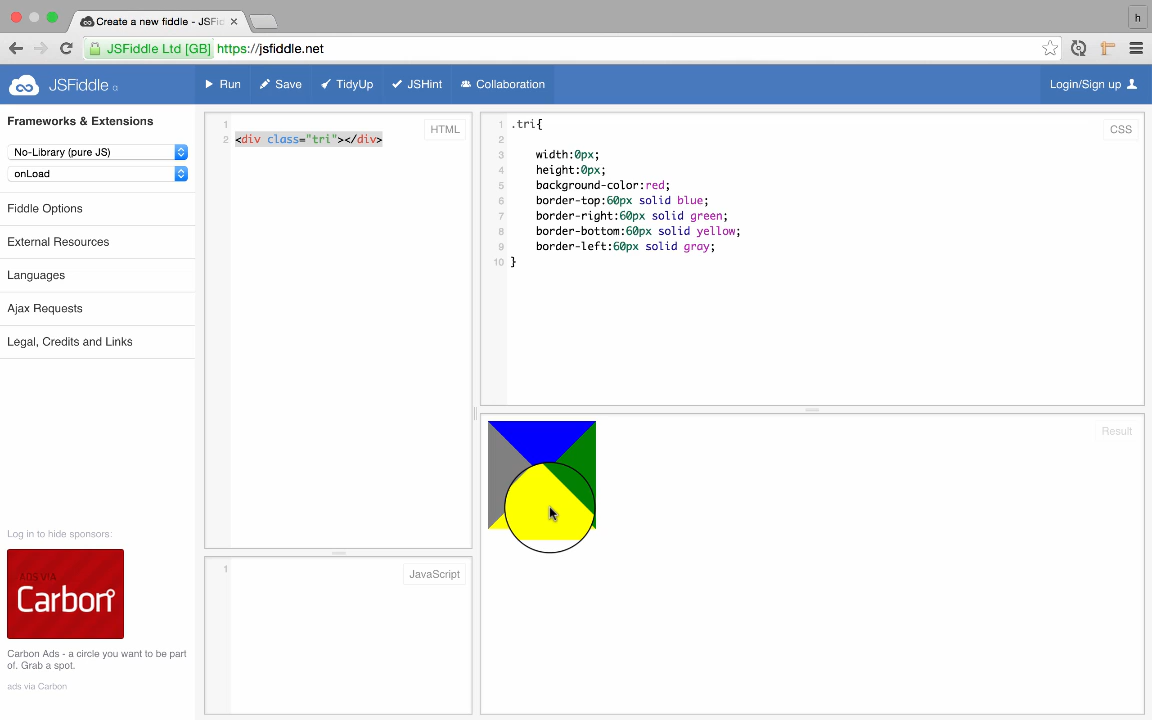 Create a new fiddle - JSFid
h
JSFiddle Ltd [GB] https://jsfiddle.net
JSFiddle α
Run
Save
TidyUp
JSHint
Collaboration
Login/Sign up
Frameworks & Extensions
No-Library (pure JS)
onLoad
Fiddle Options
External Resources
Languages
Ajax Requests
Legal, Credits and Links
Log in to hide sponsors:
ADS VIA
Carbon
Carbon Ads - a circle you want to be part
of. Grab a spot.
ads via Carbon
HTML
1
2 <div class="tri"></div>
JavaScript
1
CSS
1 .tri{
2
3 width:0px;
4 height:0px;
5 background-color:red;
6 border-top:60px solid blue;
7 border-right:60px solid green;
8 border-bottom:60px solid yellow;
9 border-left:60px solid gray;
10 }
Result